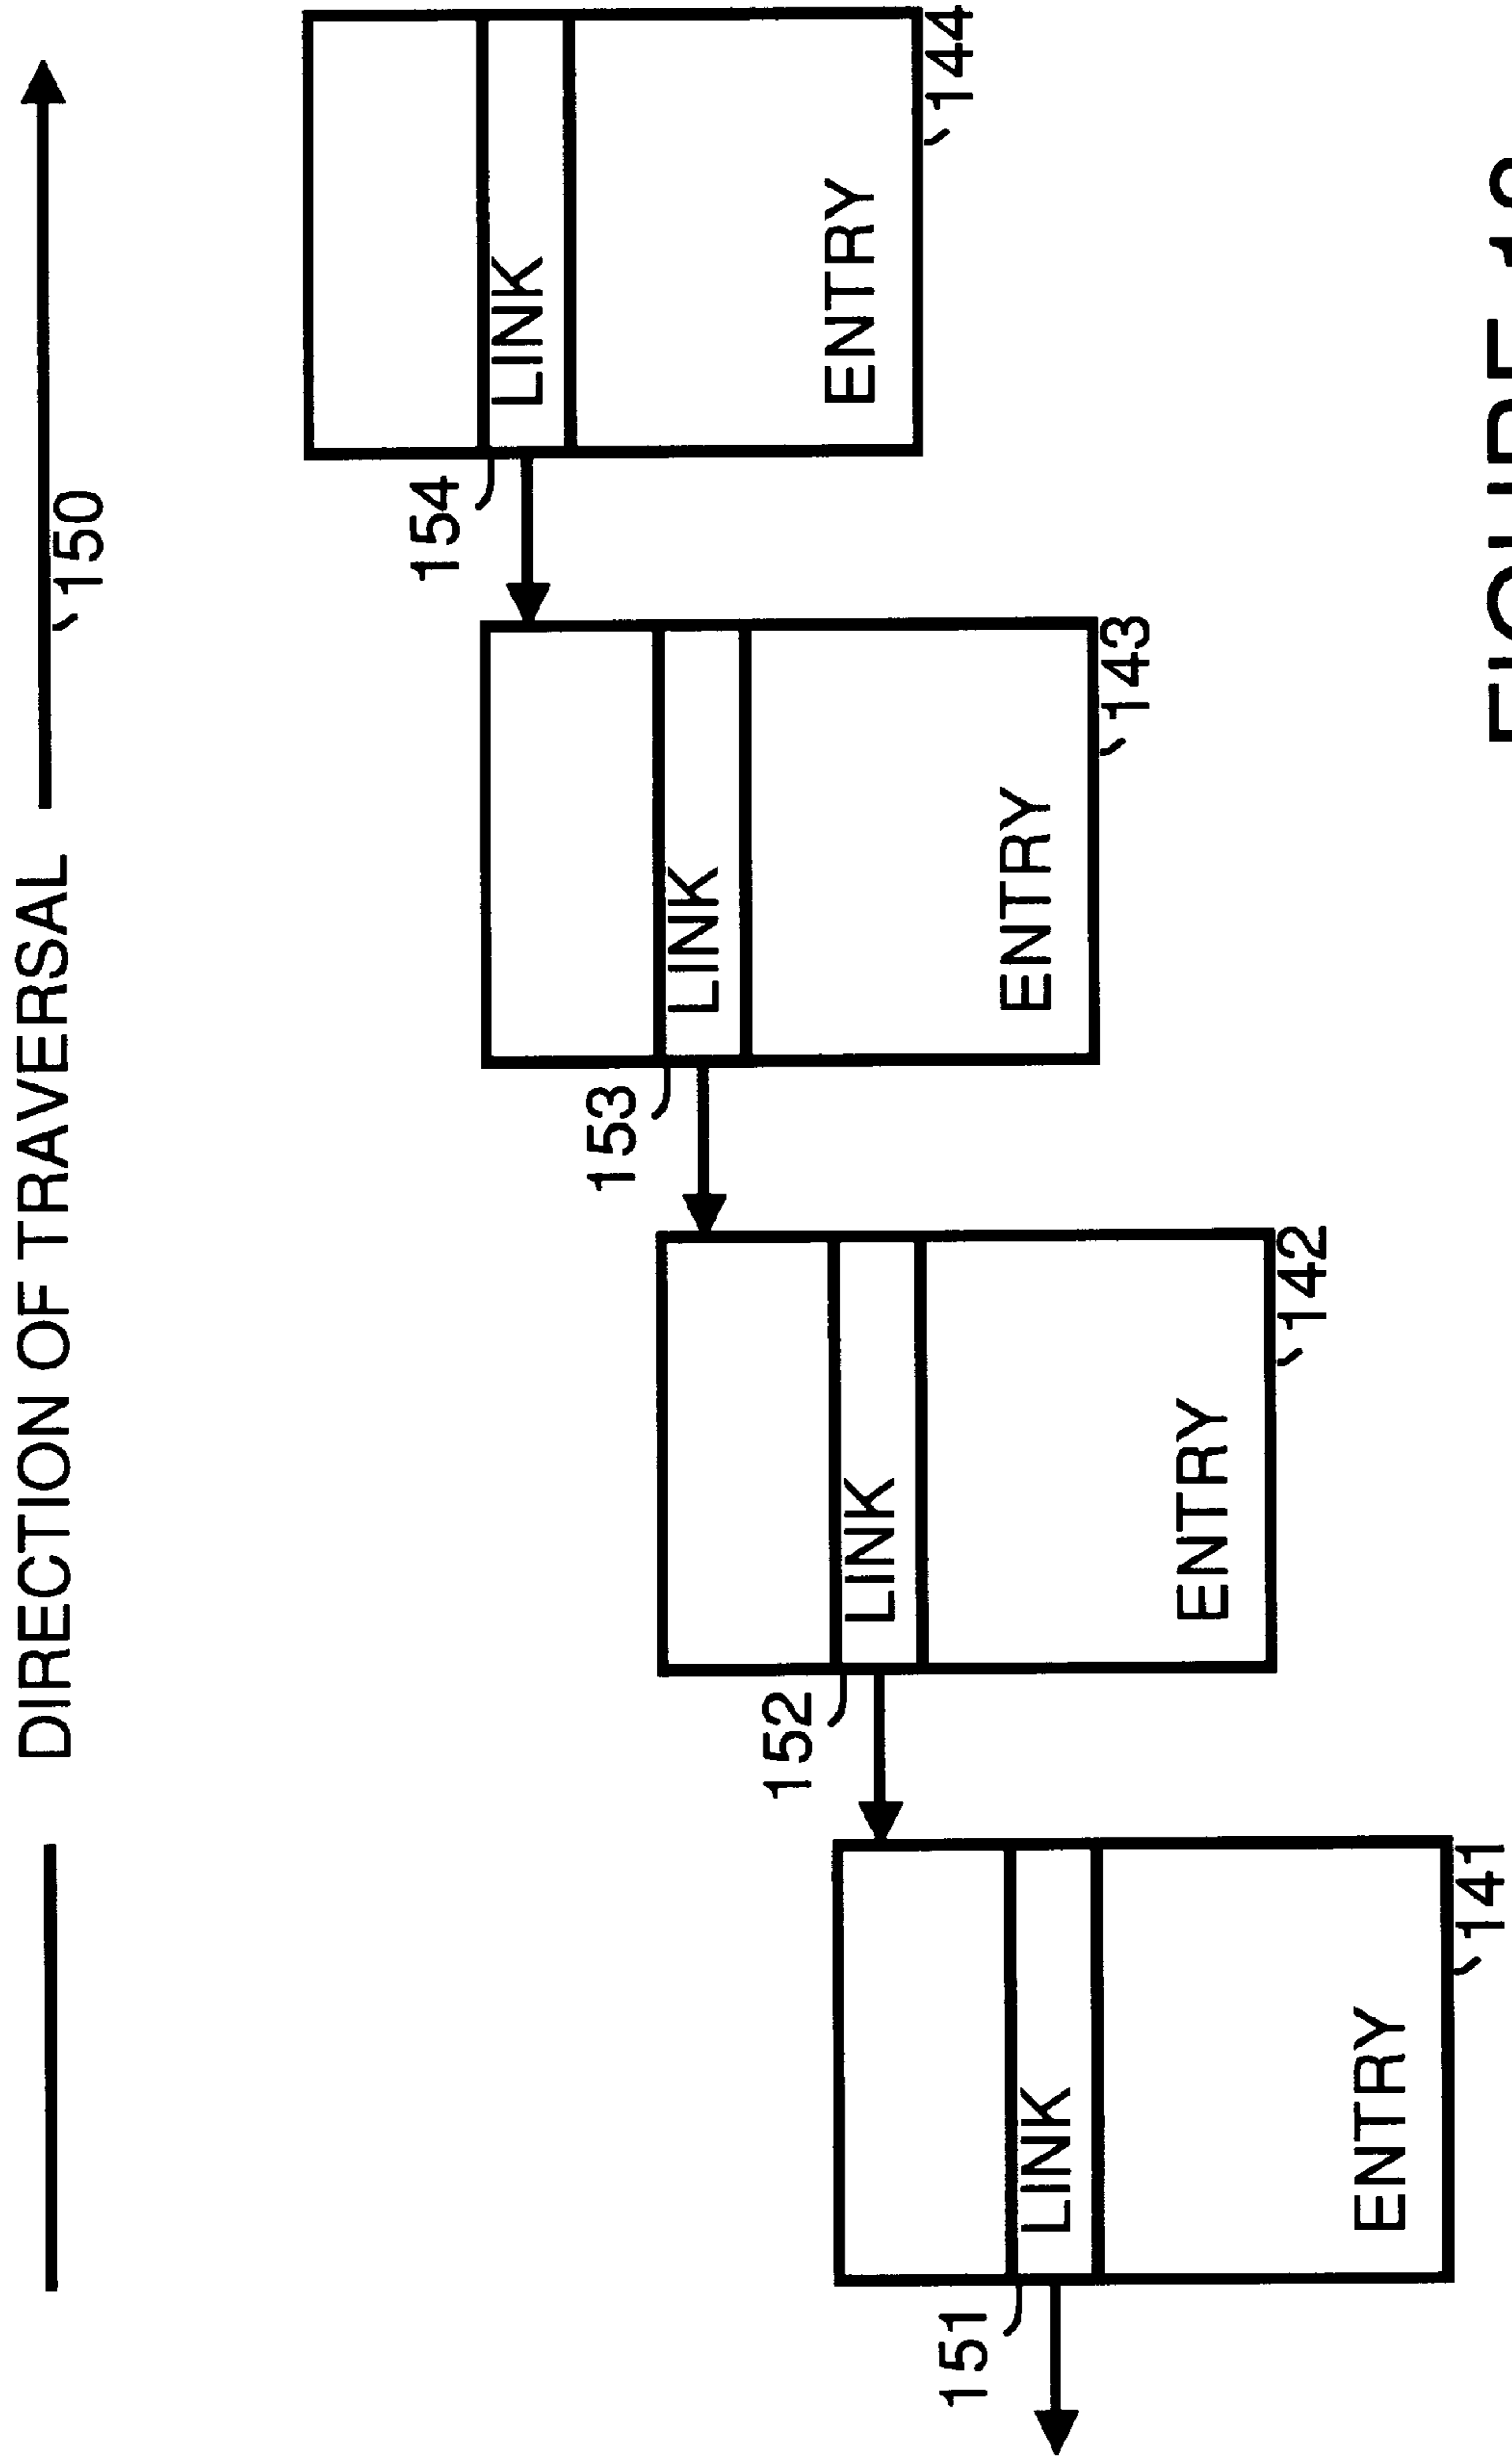 DIRECTION OF TRAVERSAL
150
154
LINK
ENTRY
144
153
LINK
ENTRY
143
152
LINK
ENTRY
142
151
LINK
ENTRY
141
FIGURE